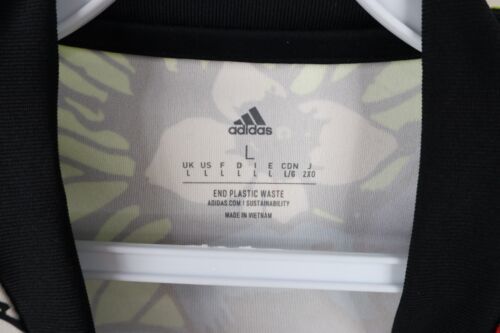 adidas
L
UK US F D I E CDN J
L L L L L L L/G 2XO
END PLASTIC WASTE
ADIDAS.COM | SUSTAINABILITY
MADE IN VIETNAM